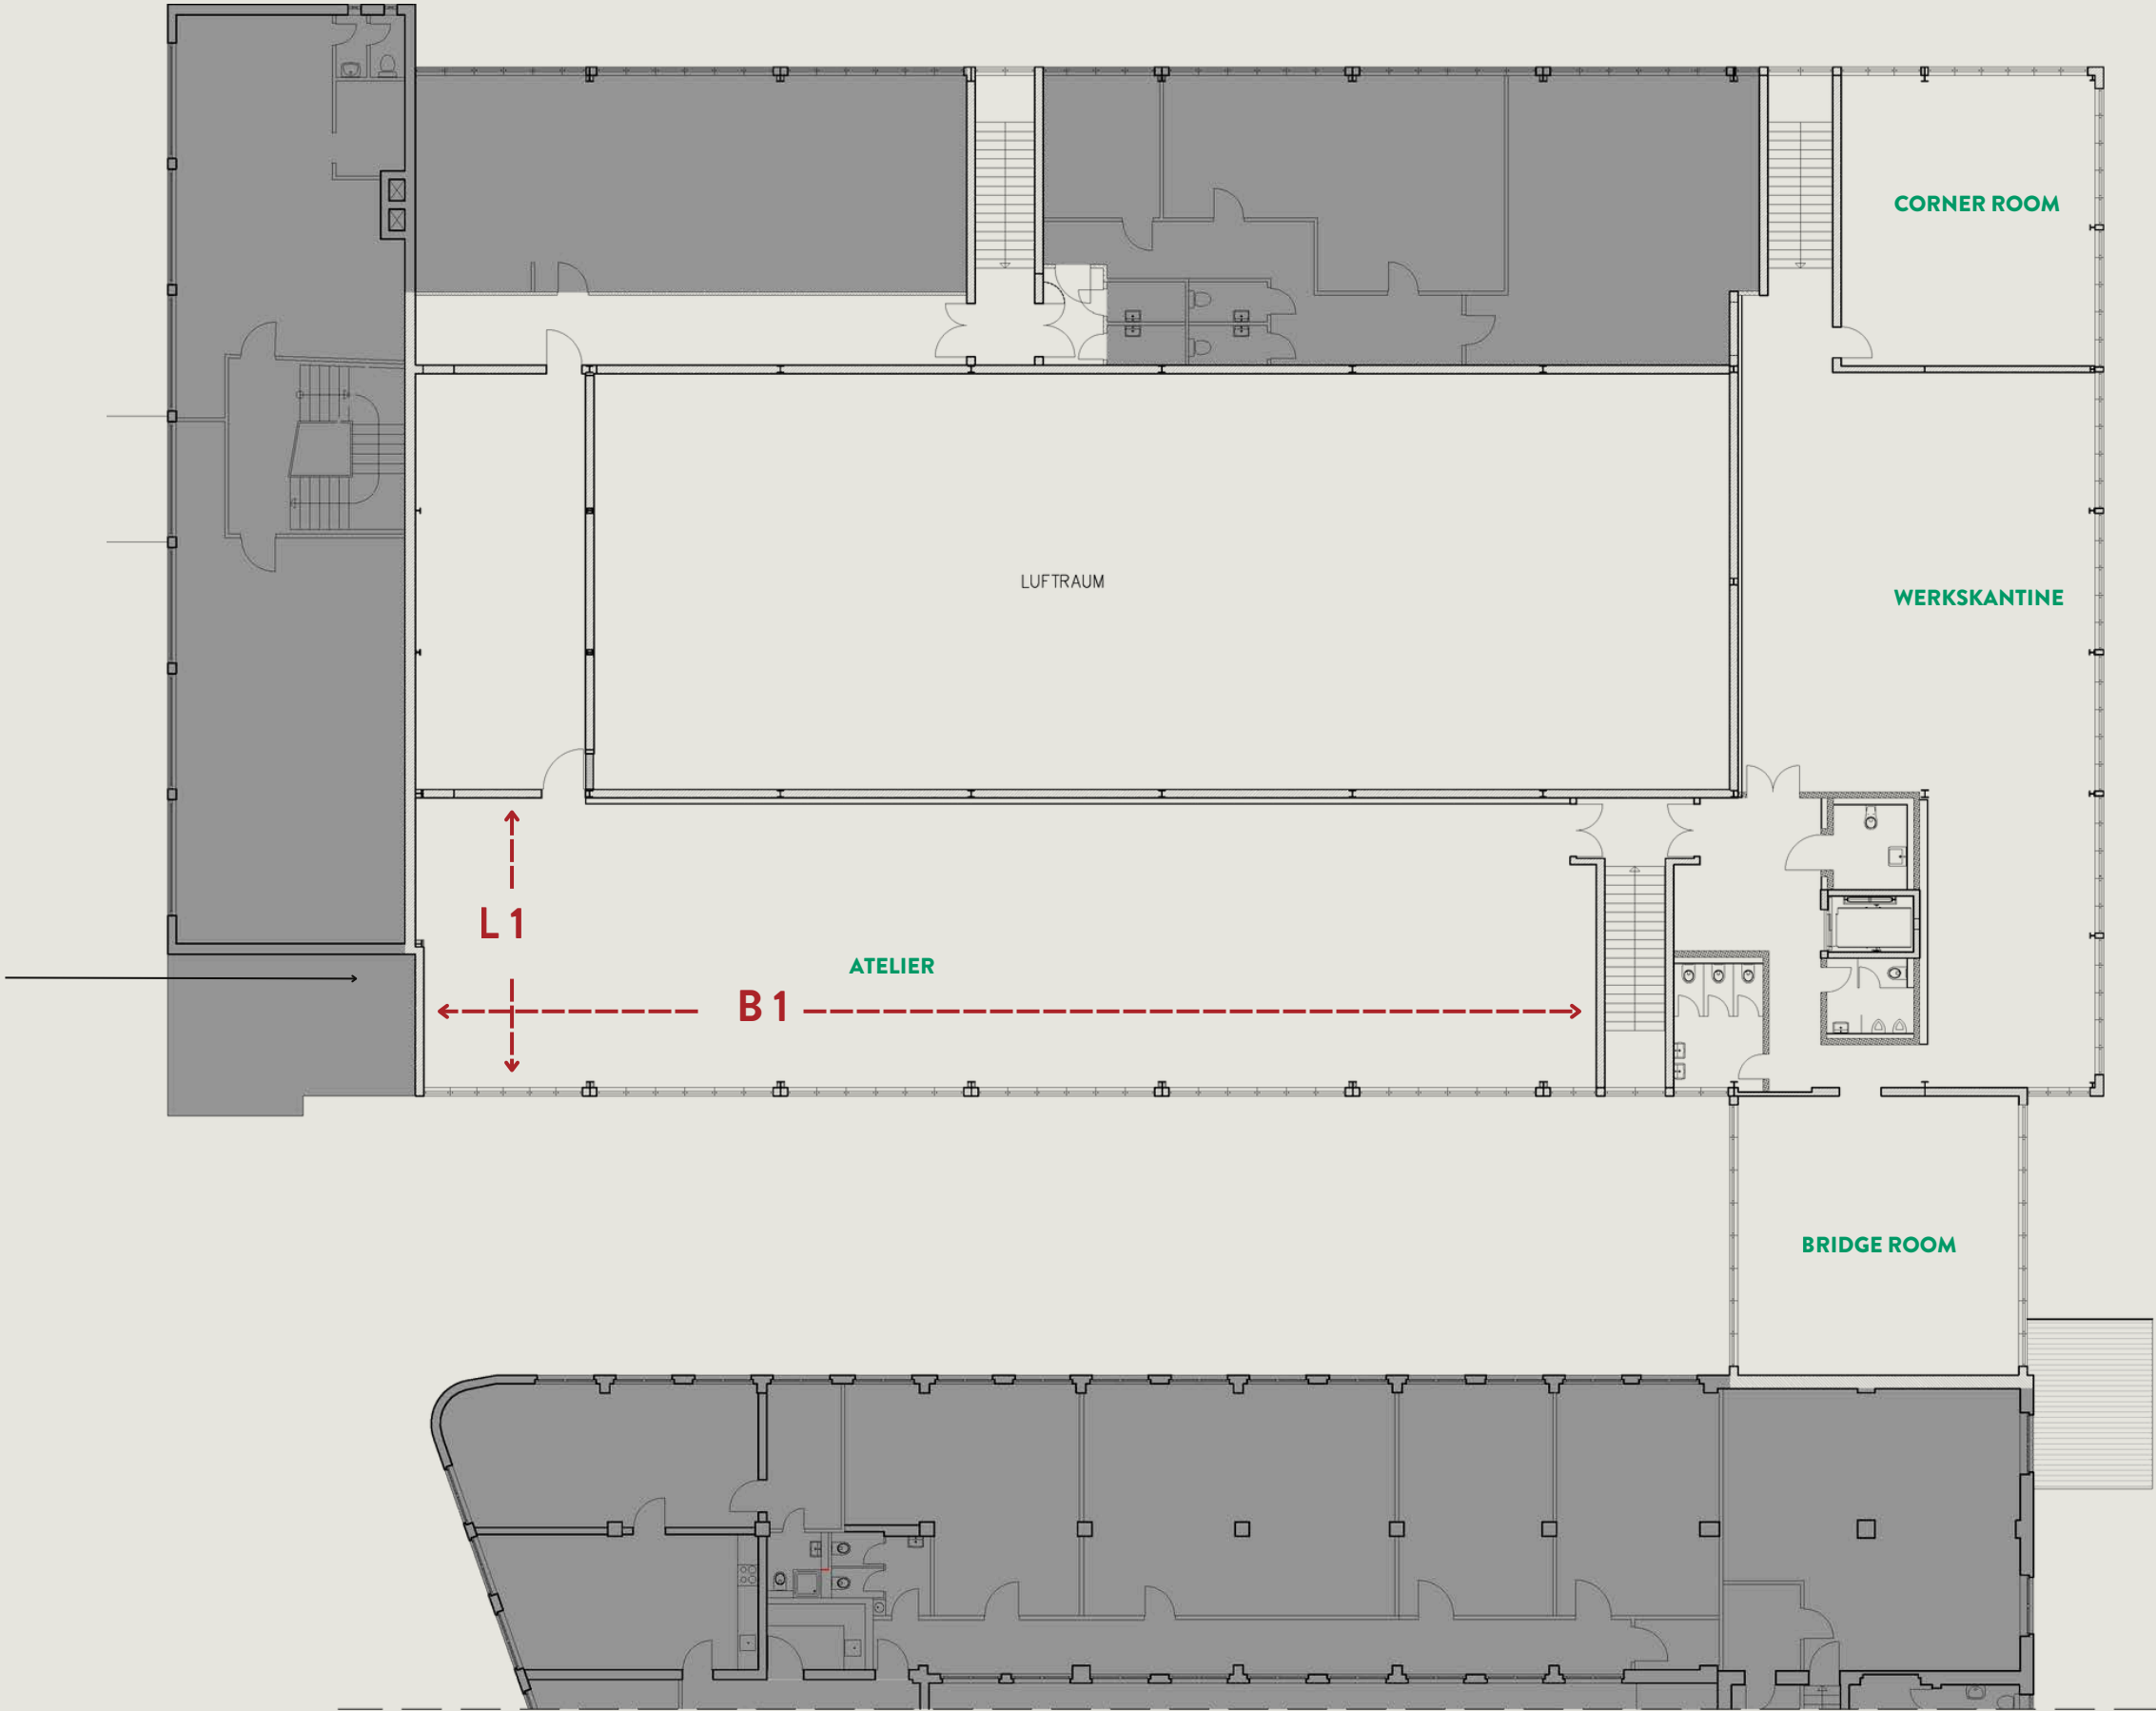 CORNER ROOM
LUFTRAUM
WERKSKANTINE
L 1
ATELIER
B 1
BRIDGE ROOM